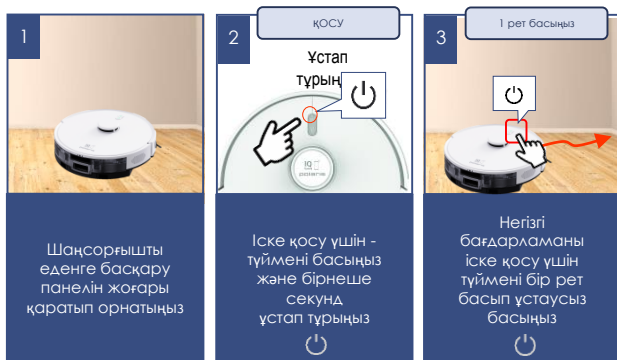 1
Шаңсорғышты
еденге басқару
панелін жоғары
қаратып орнатыңыз
2
ҚОСУ
Ұстап
Іске қосу үшін -
түймені басыңыз
және бірнеше
секунд
ұстап тұрыңыз
3
1 рет басыңыз
Негізгі
бағдарламаны
іске қосу үшін
түймені бір рет
басып ұстаусыз
басыңыз